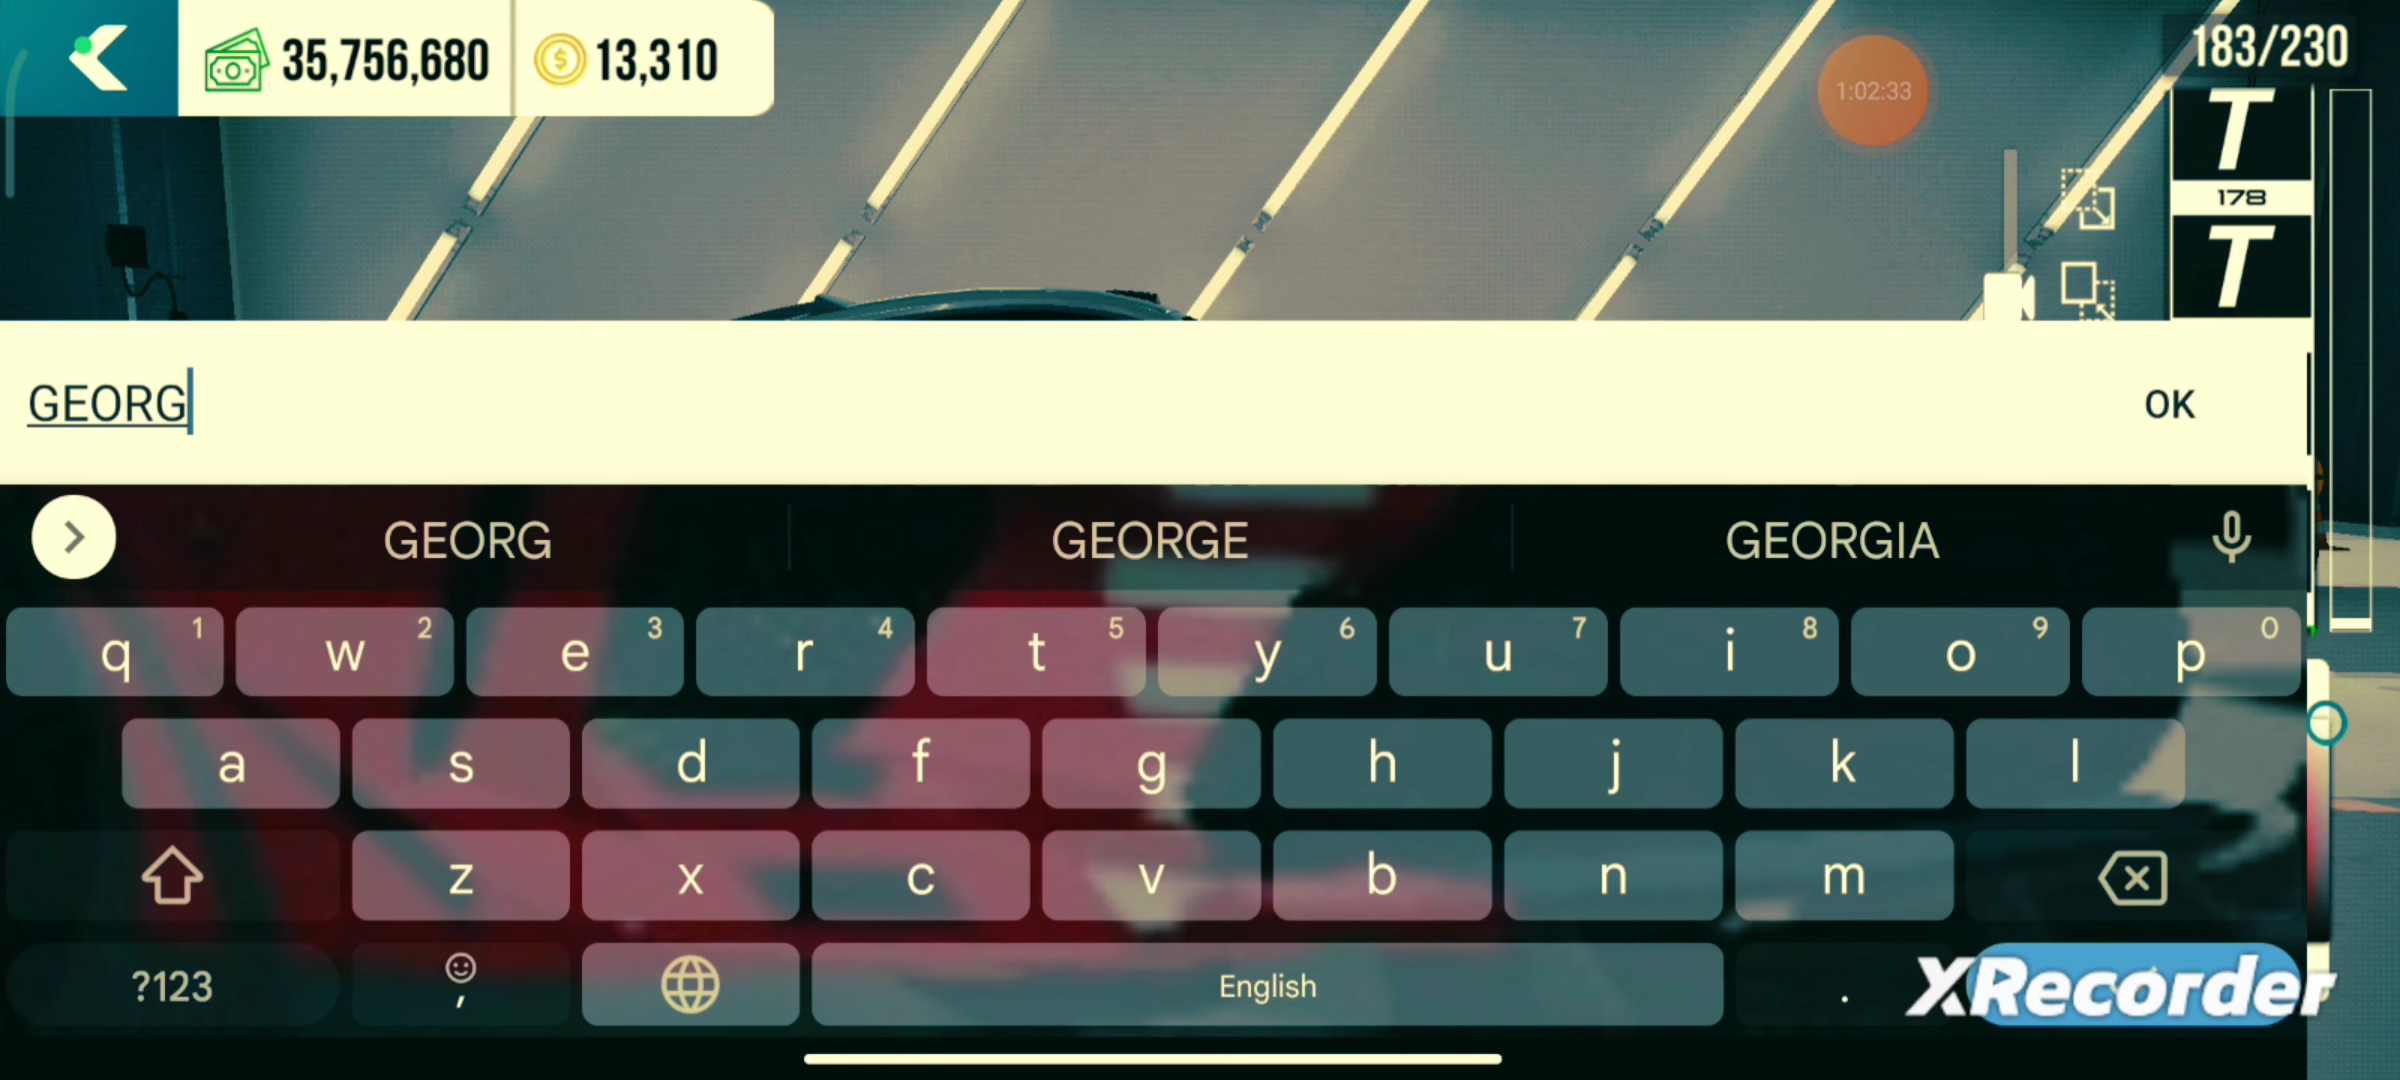 35,756,680 13,310 1:02:33 183/230
T
178
T
GEORG OK
GEORG GEORGE GEORGIA
q 1 w 2 e 3 r 4 t 5 y 6 u 7 i 8 o 9 p 0
a s d f g h j k l
z x c v b n m
?123 , English .
XRecorder